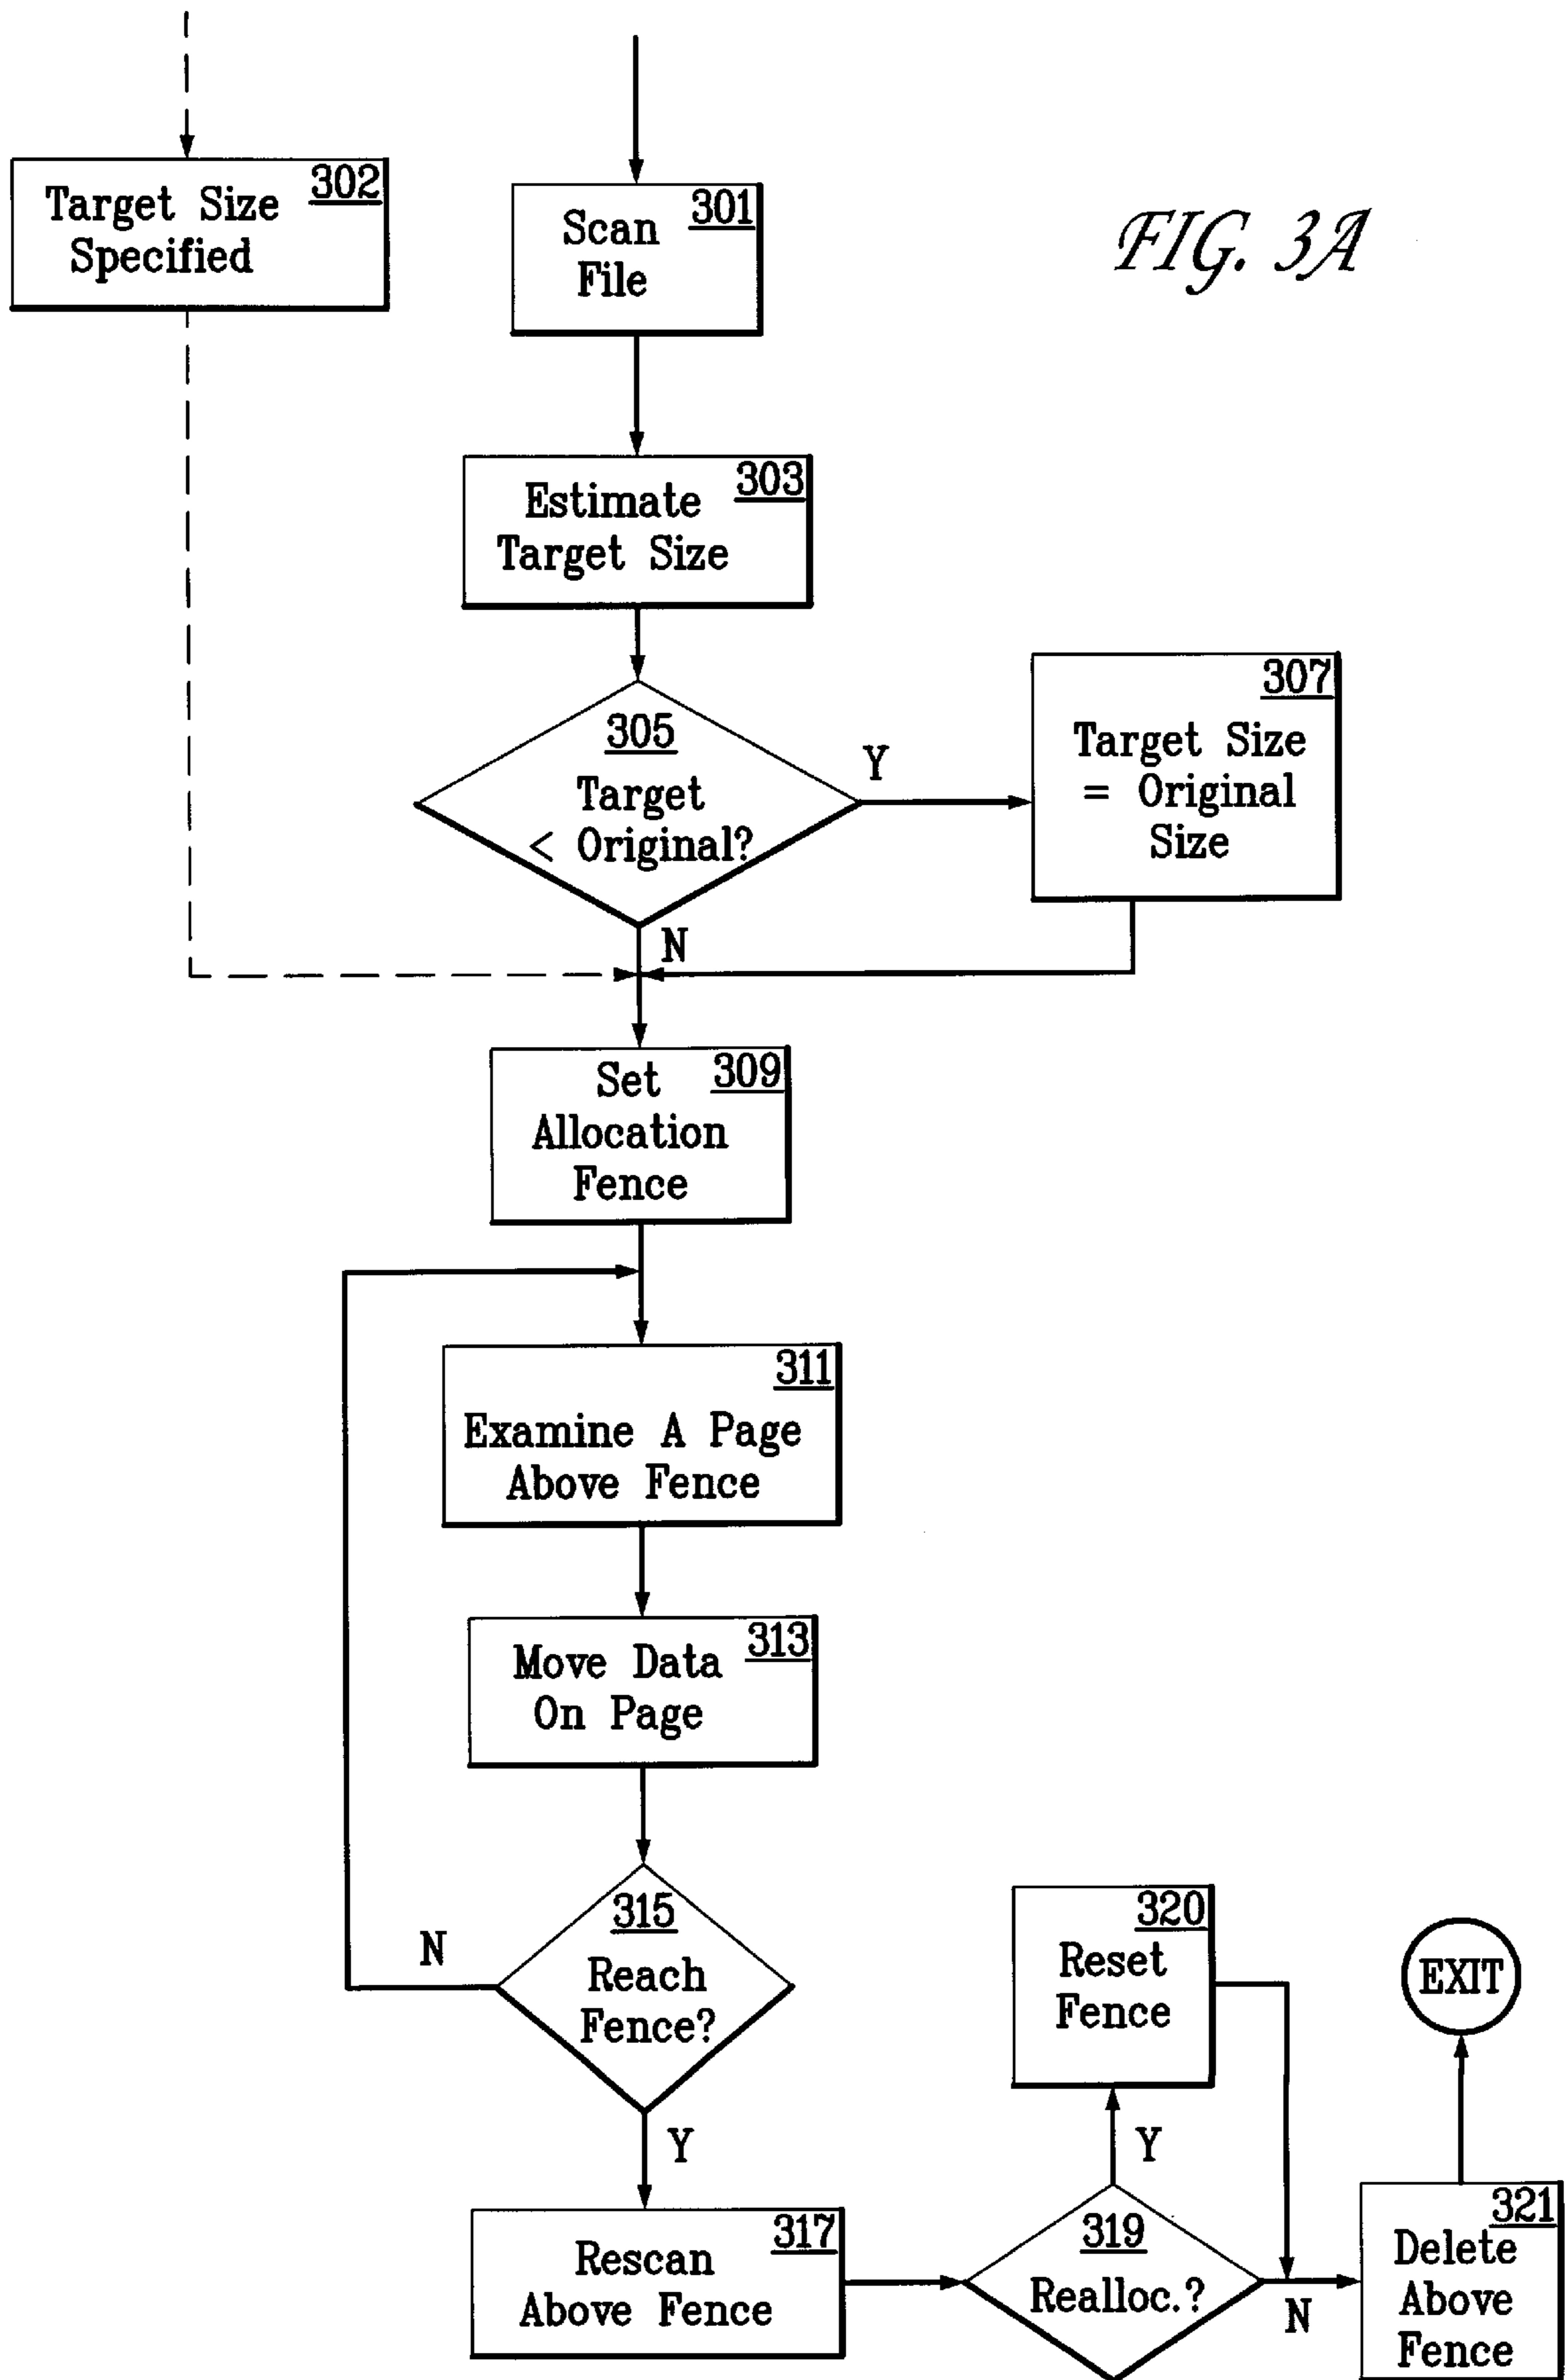 FIG. 3A
302
Target Size
Specified
301
Scan
File
303
Estimate
Target Size
305
Target
< Original?
Y
N
307
Target Size
= Original
Size
309
Set
Allocation
Fence
311
Examine A Page
Above Fence
313
Move Data
On Page
315
Reach
Fence?
N
Y
317
Rescan
Above Fence
319
Realloc.?
Y
N
320
Reset
Fence
321
Delete
Above
Fence
EXIT